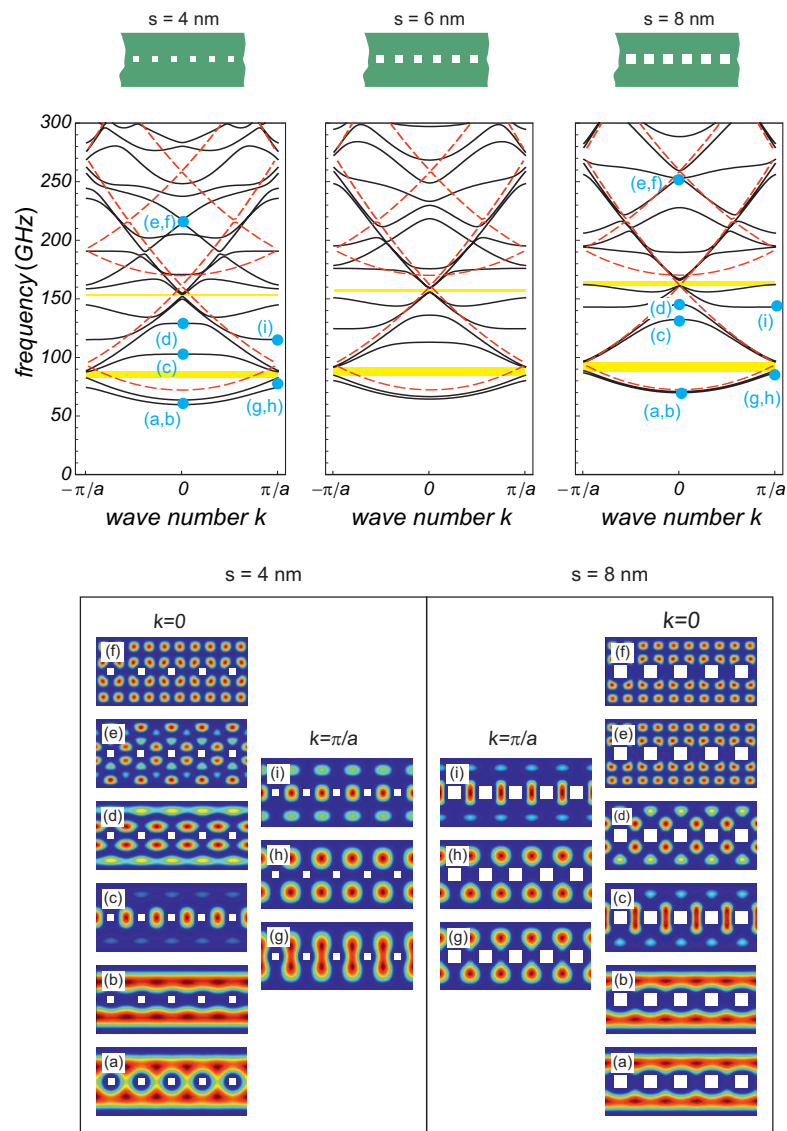 s = 4 nm
s = 6 nm
s = 8 nm
frequency (GHz)
300
250
200
150
100
50
0
(e,f)
(d)
(c)
(i)
(a,b)
(g,h)
−π/a
0
π/a
wave number k
−π/a
0
π/a
wave number k
(e,f)
(d)
(c)
(i)
(a,b)
(g,h)
−π/a
0
π/a
wave number k
s = 4 nm
s = 8 nm
k=0
(f)
(e)
(d)
(c)
(b)
(a)
k=π/a
(i)
(h)
(g)
k=π/a
(i)
(h)
(g)
k=0
(f)
(e)
(d)
(c)
(b)
(a)